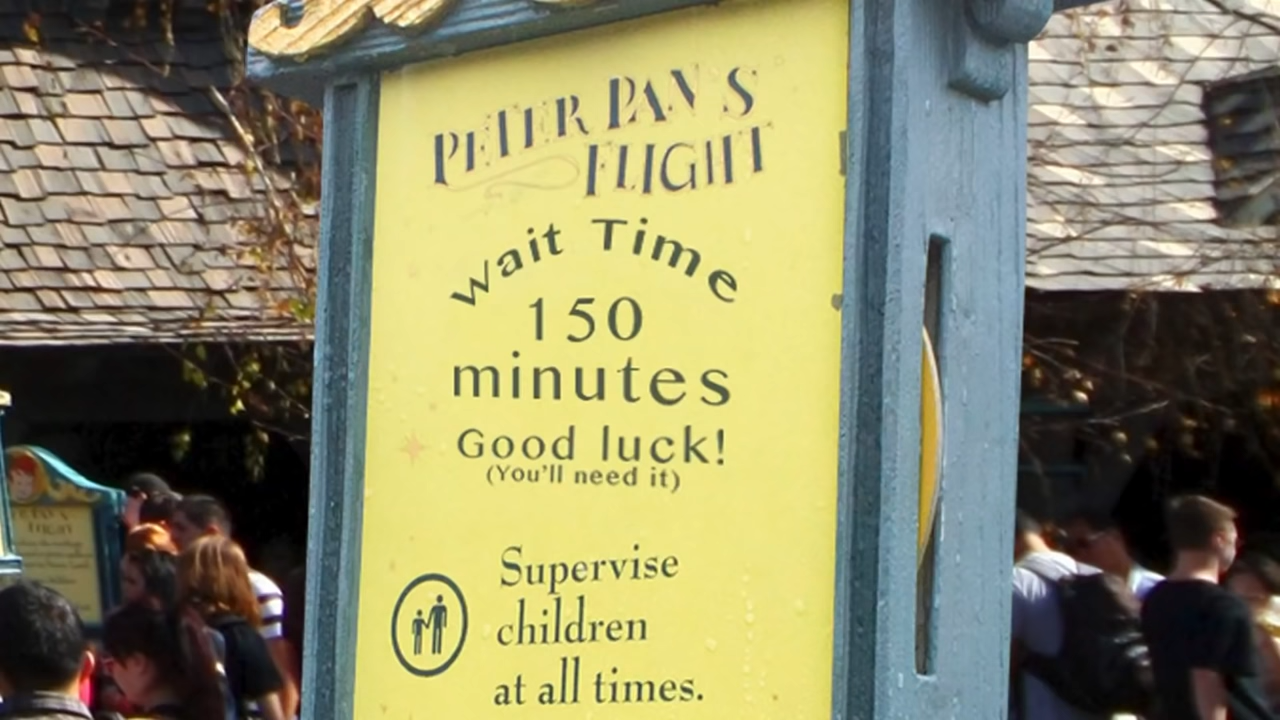 PETER PAN'S
FLIGHT
Wait Time
150
minutes
Good luck!
(You'll need it)
Supervise
children
at all times.